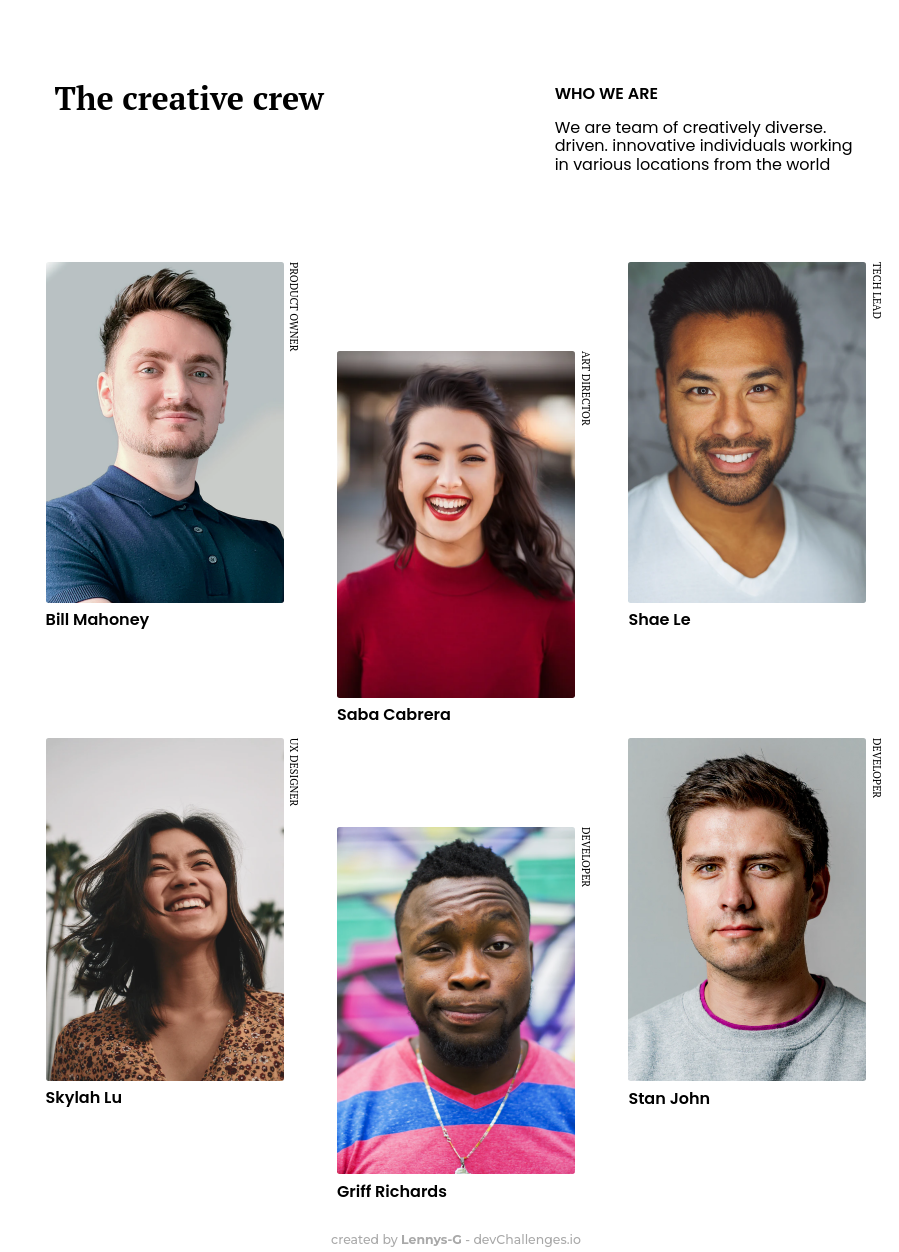 The creative crew
WHO WE ARE
We are team of creatively diverse.
driven. innovative individuals working
in various locations from the world
PRODUCT OWNER
Bill Mahoney
ART DIRECTOR
Saba Cabrera
TECH LEAD
Shae Le
UX DESIGNER
Skylah Lu
DEVELOPER
Griff Richards
DEVELOPER
Stan John
created by Lennys-G - devChallenges.io